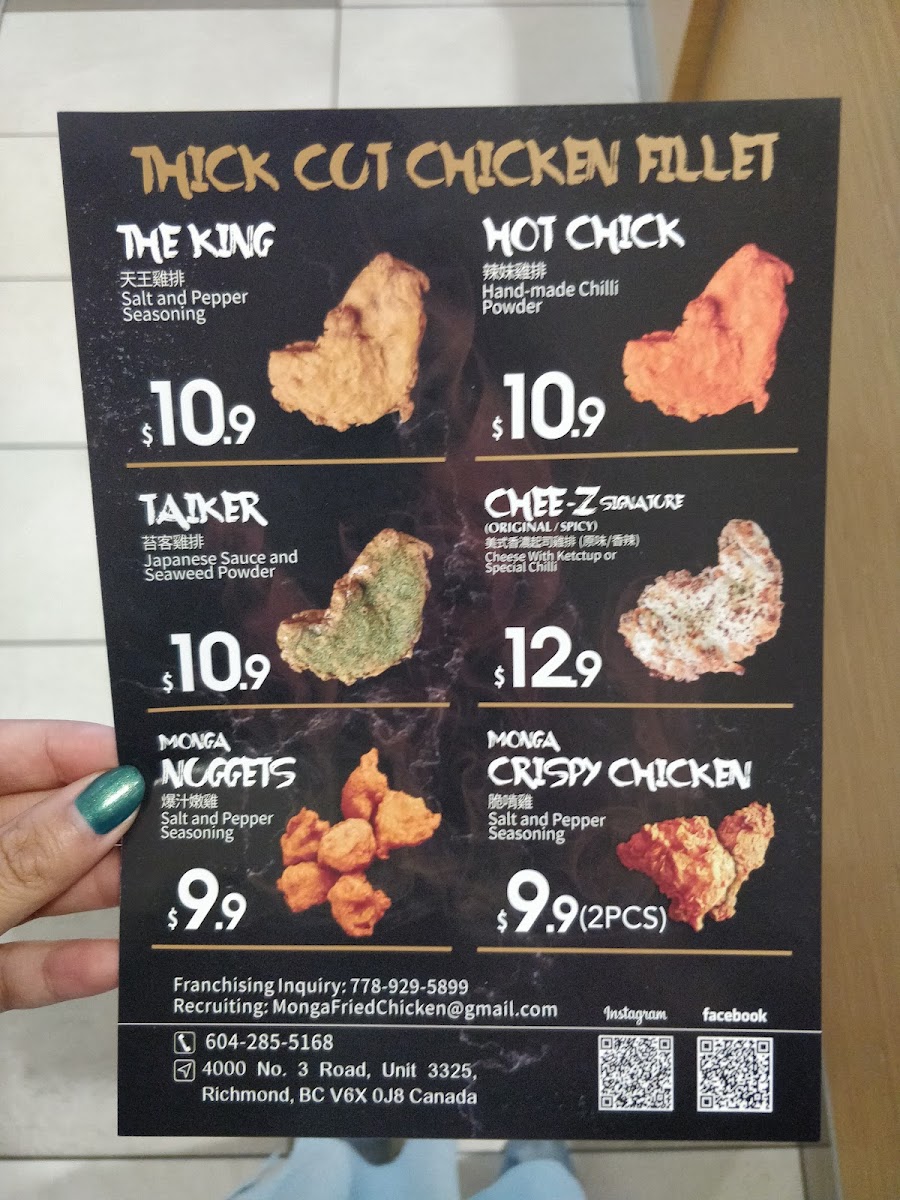 THICK CUT CHICKEN FILLET
THE KING
天王雞排
Salt and Pepper
Seasoning
$10.9
HOT CHICK
辣妹雞排
Hand-made Chilli
Powder
$10.9
TAIKER
苔客雞排
Japanese Sauce and
Seaweed Powder
$10.9
CHEE-Z SIGNATURE
(ORIGINAL / SPICY)
美式香濃起司雞排 (原味/香辣)
Cheese With Ketctup or
Special Chilli
$12.9
MONGA
NUGGETS
爆汁嫩雞
Salt and Pepper
Seasoning
$9.9
MONGA
CRISPY CHICKEN
脆啃雞
Salt and Pepper
Seasoning
$9.9(2PCS)
Franchising Inquiry: 778-929-5899
Recruiting: MongaFriedChicken@gmail.com
Instagram
facebook
604-285-5168
4000 No. 3 Road, Unit 3325,
Richmond, BC V6X 0J8 Canada